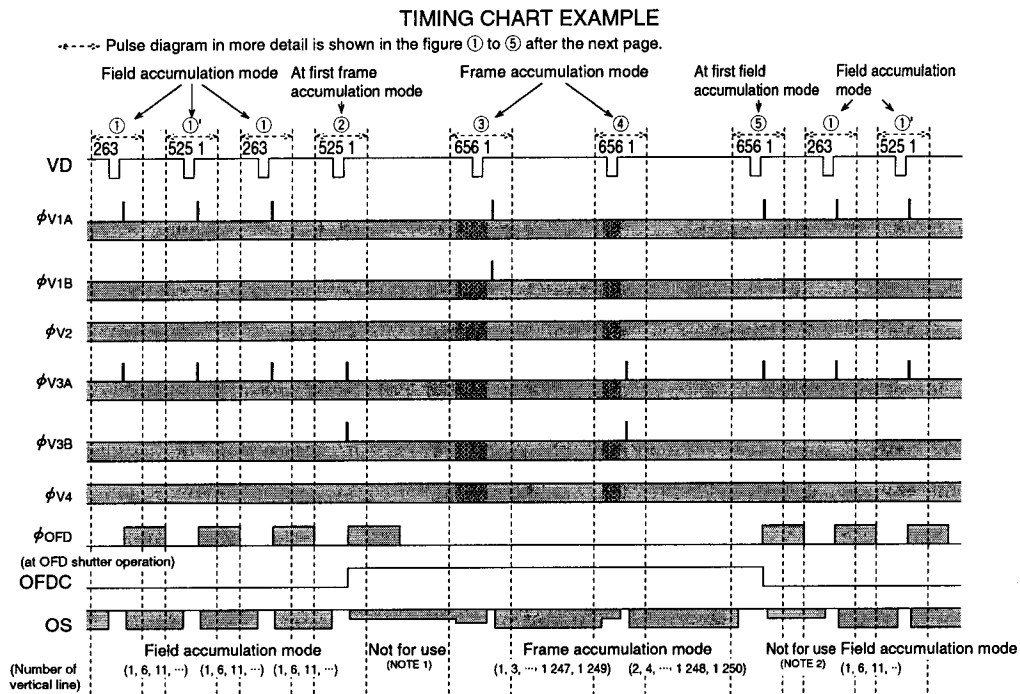 TIMING CHART EXAMPLE
Pulse diagram in more detail is shown in the figure ① to ⑤ after the next page.
Field accumulation mode
At first frame
accumulation mode
Frame accumulation mode
At first field
accumulation mode
Field accumulation
mode
① ①' ① ② ③ ④ ⑤ ① ①'
263 525 1 263 525 1 656 1 656 1 656 1 263 525 1
VD
ϕV1A
ϕV1B
ϕV2
ϕV3A
ϕV3B
ϕV4
ϕOFD
(at OFD shutter operation)
OFDC
OS
Field accumulation mode
Not for use
(NOTE 1)
Frame accumulation mode
Not for use
(NOTE 2)
Field accumulation mode
(Number of
vertical line)
(1, 6, 11, ···) (1, 6, 11, ···) (1, 6, 11, ··) (1, 3, ···, 1 247, 1 249) (2, 4, ···, 1 248, 1 250) (1, 6, 11, ··)